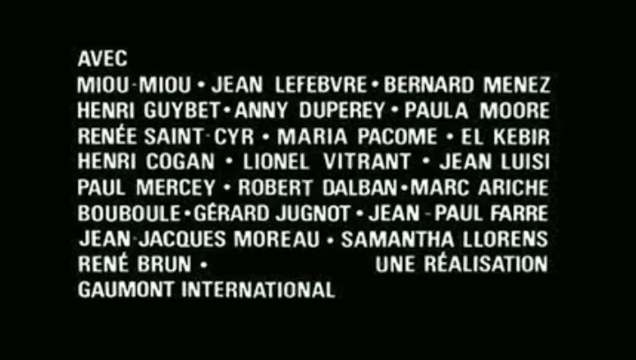 AVEC
MIOU-MIOU • JEAN LEFEBVRE • BERNARD MENEZ
HENRI GUYBET • ANNY DUPEREY • PAULA MOORE
RENÉE SAINT-CYR • MARIA PACOME • EL KEBIR
HENRI COGAN • LIONEL VITRANT • JEAN LUISI
PAUL MERCEY • ROBERT DALBAN • MARC ARICHE
BOUBOULE • GÉRARD JUGNOT • JEAN-PAUL FARRE
JEAN-JACQUES MOREAU • SAMANTHA LLORENS
RENÉ BRUN • UNE RÉALISATION
GAUMONT INTERNATIONAL